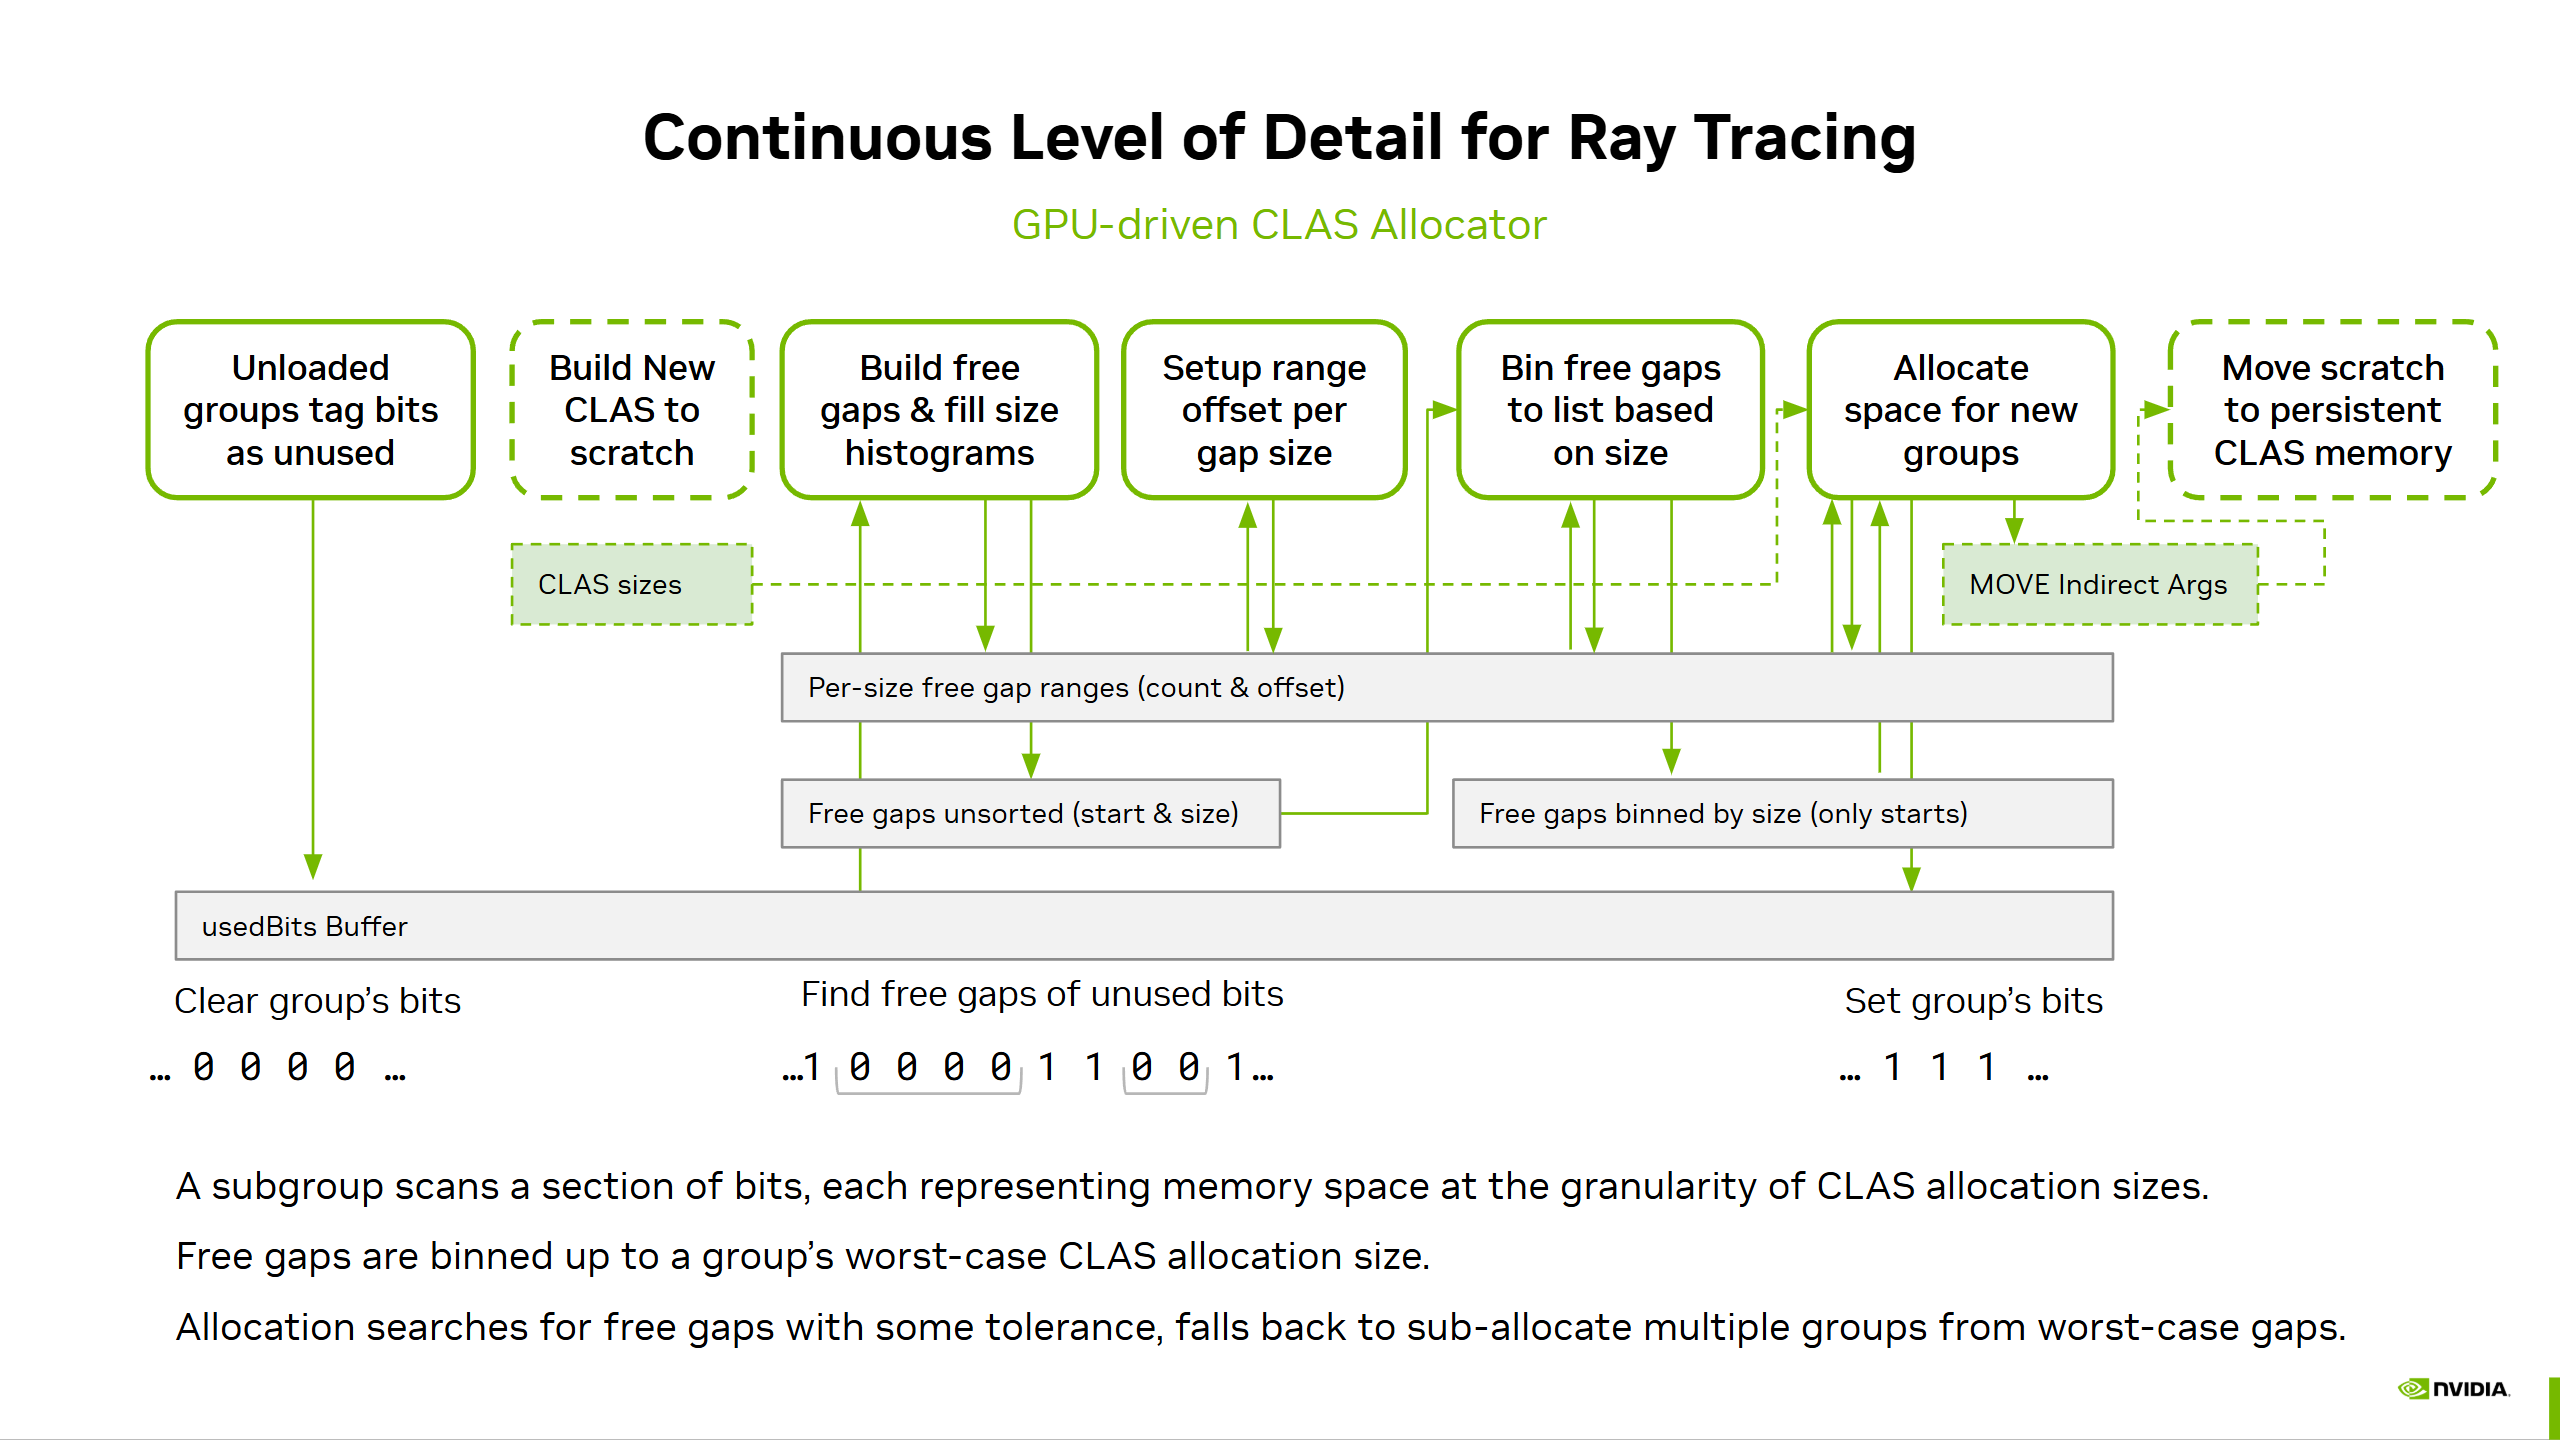 Continuous Level of Detail for Ray Tracing
GPU-driven CLAS Allocator
Unloaded
groups tag bits
as unused
Build New
CLAS to
scratch
Build free
gaps & fill size
histograms
Setup range
offset per
gap size
Bin free gaps
to list based
on size
Allocate
space for new
groups
Move scratch
to persistent
CLAS memory
CLAS sizes
MOVE Indirect Args
Per-size free gap ranges (count & offset)
Free gaps unsorted (start & size)
Free gaps binned by size (only starts)
usedBits Buffer
Clear group’s bits
Find free gaps of unused bits
Set group’s bits
… 0 0 0 0 …
…1 0 0 0 0 1 1 0 0 1…
… 1 1 1 …
A subgroup scans a section of bits, each representing memory space at the granularity of CLAS allocation sizes.
Free gaps are binned up to a group’s worst-case CLAS allocation size.
Allocation searches for free gaps with some tolerance, falls back to sub-allocate multiple groups from worst-case gaps.
NVIDIA.